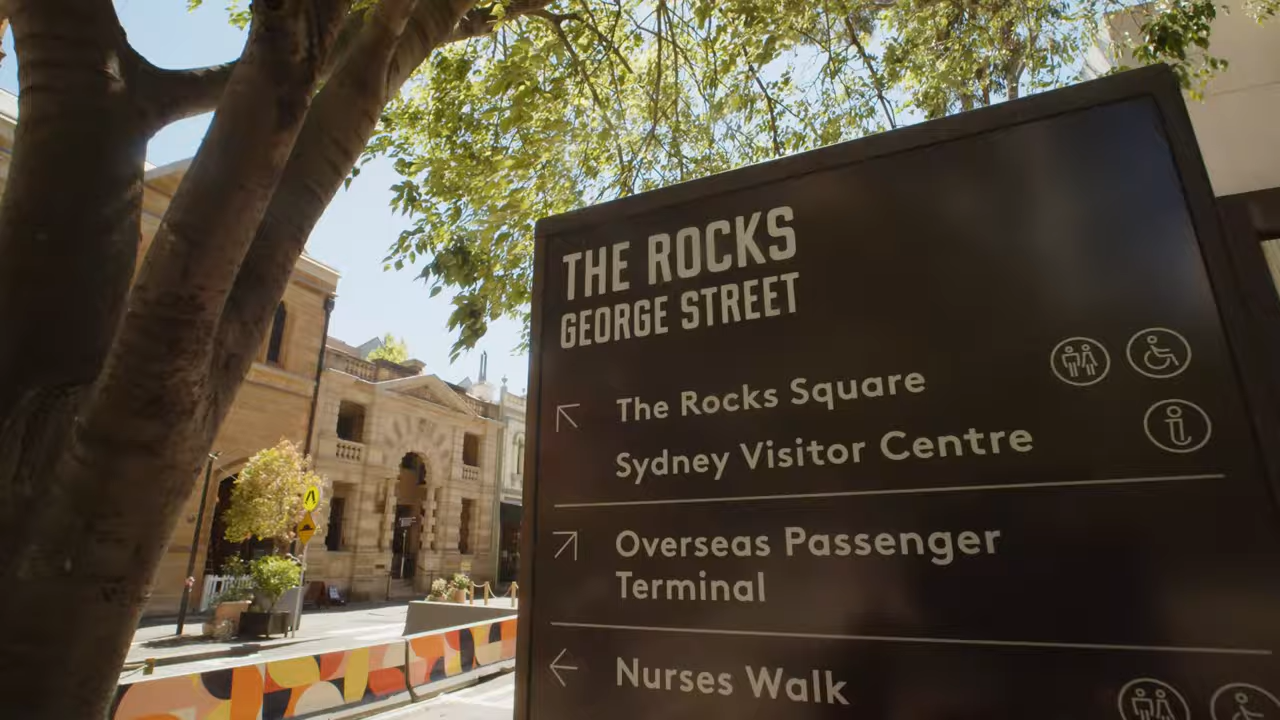 THE ROCKS
GEORGE STREET
The Rocks Square
Sydney Visitor Centre
Overseas Passenger
Terminal
Nurses Walk